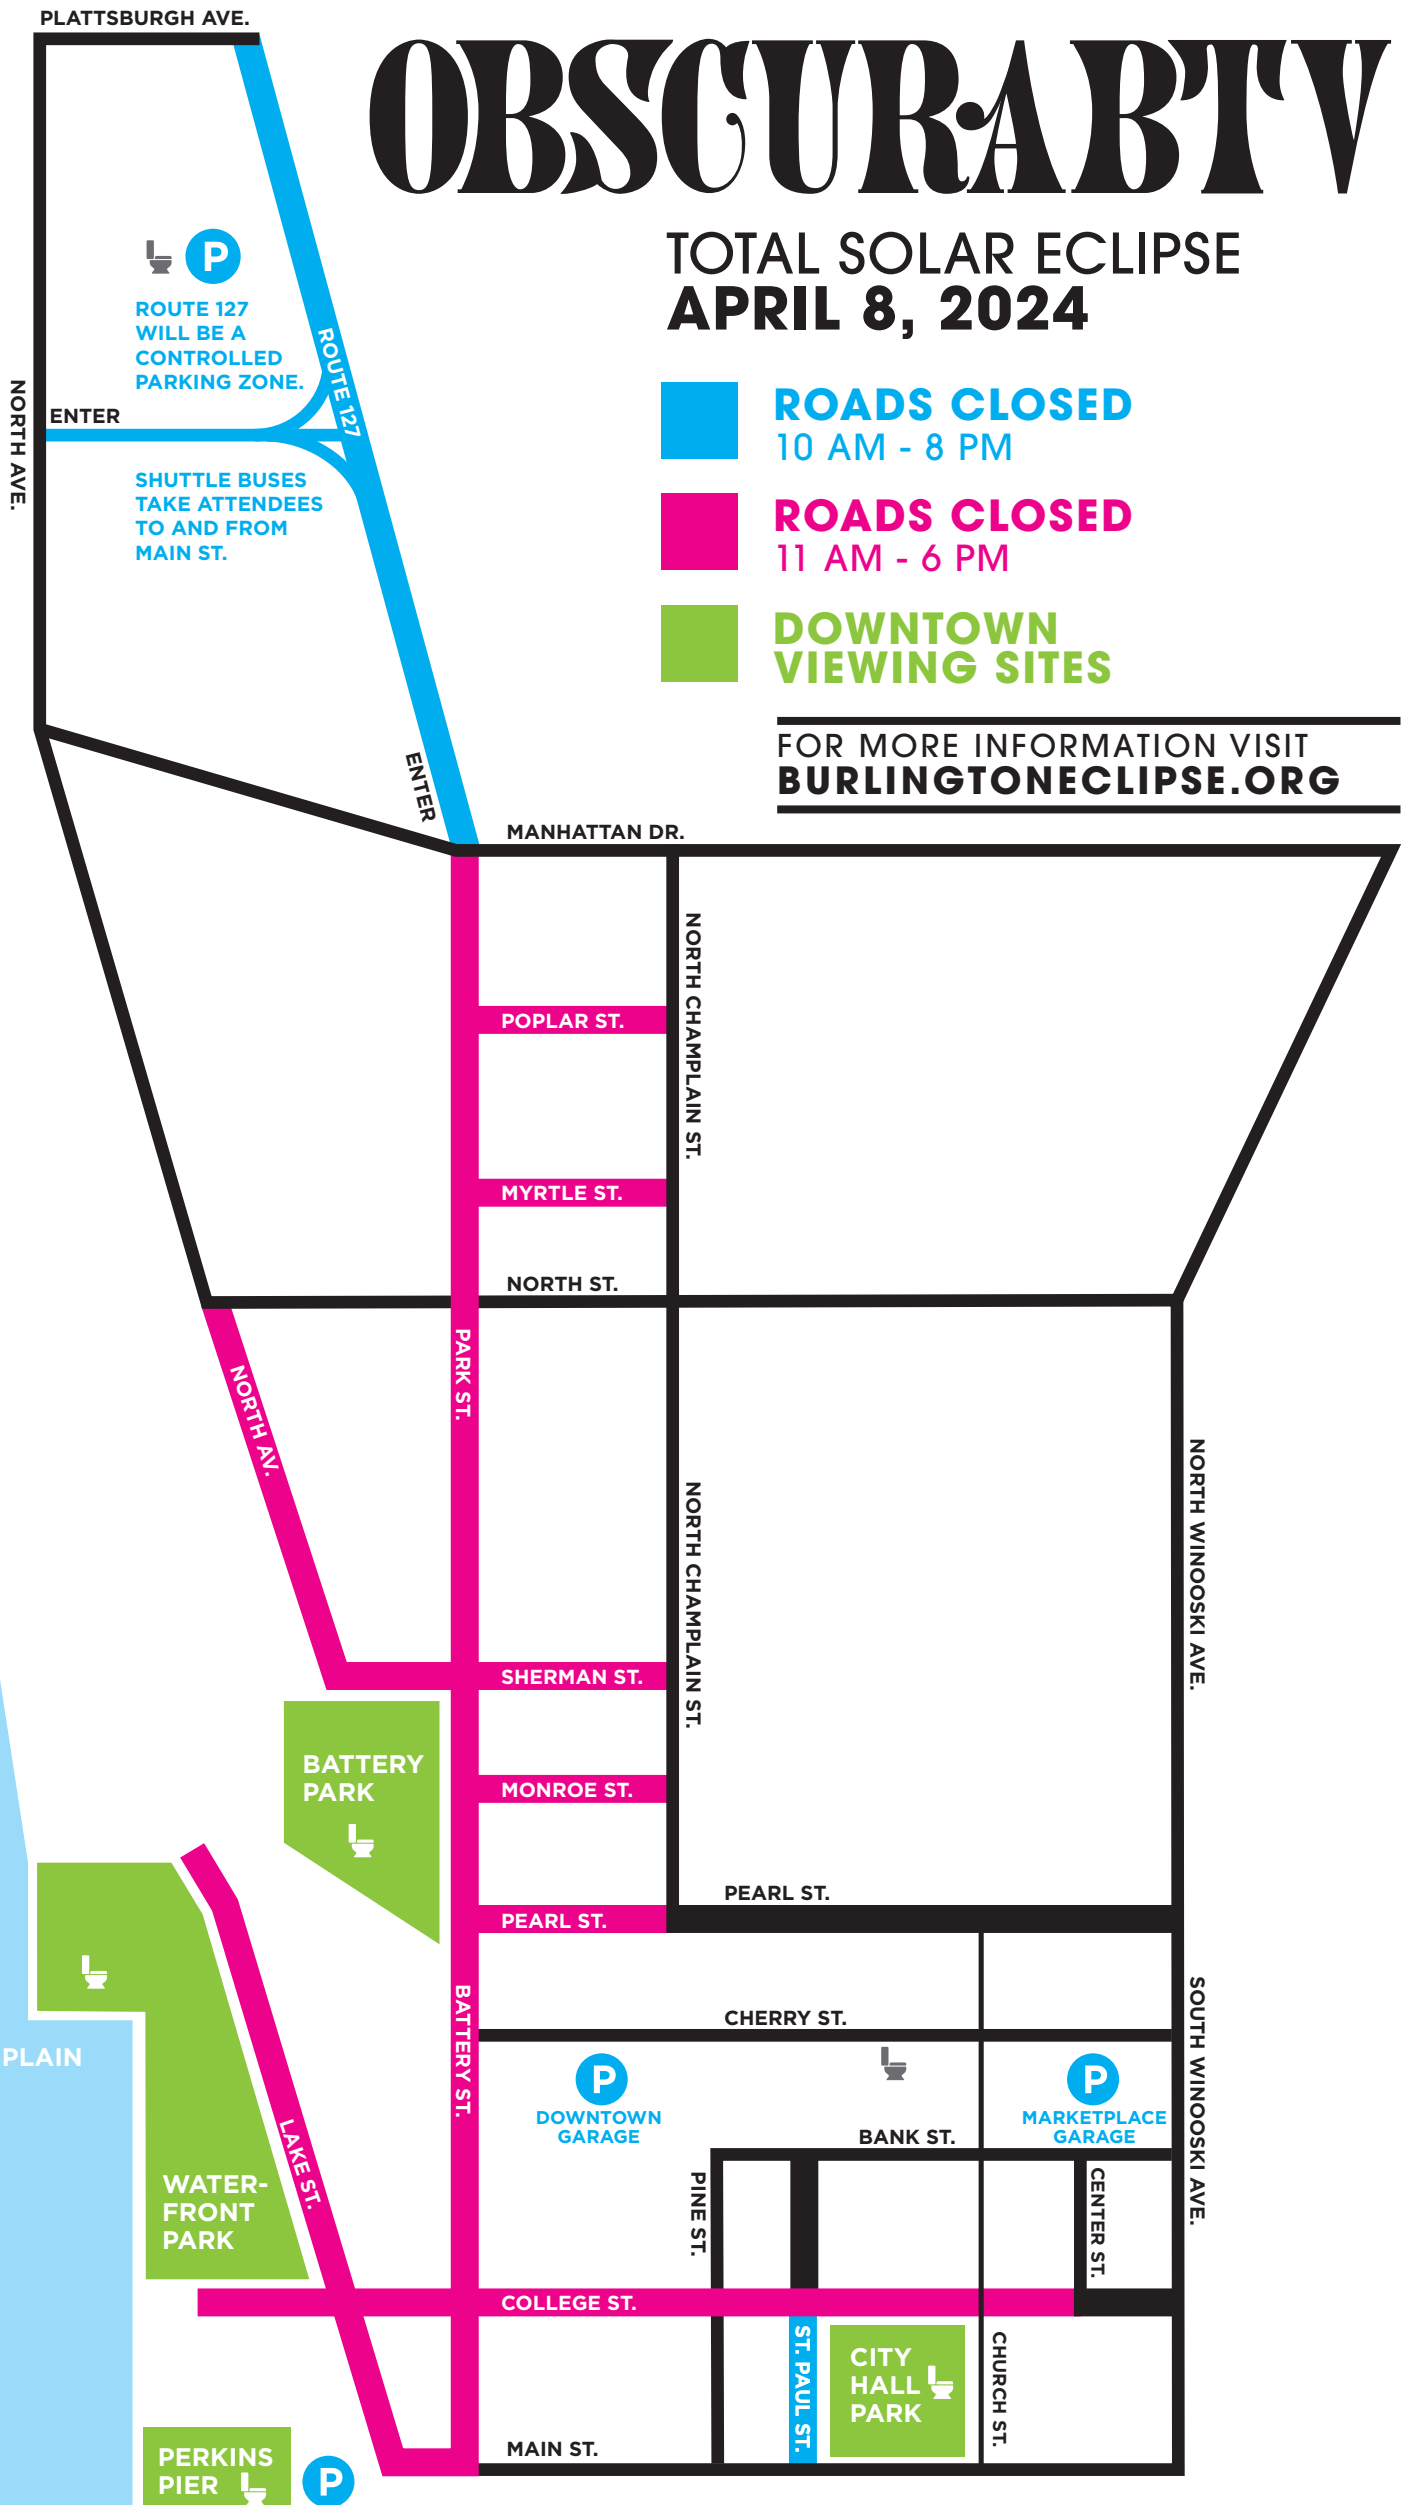 PLATTSBURGH AVE.
OBSCURABTV
TOTAL SOLAR ECLIPSE
APRIL 8, 2024
P
ROUTE 127
WILL BE A
CONTROLLED
PARKING ZONE.
ROUTE 127
NORTH AVE.
ENTER
SHUTTLE BUSES
TAKE ATTENDEES
TO AND FROM
MAIN ST.
ROADS CLOSED
10 AM - 8 PM
ROADS CLOSED
11 AM - 6 PM
DOWNTOWN
VIEWING SITES
FOR MORE INFORMATION VISIT
BURLINGTONECLIPSE.ORG
ENTER
MANHATTAN DR.
NORTH CHAMPLAIN ST.
POPLAR ST.
MYRTLE ST.
NORTH ST.
PARK ST.
NORTH AV.
NORTH CHAMPLAIN ST.
NORTH WINOOSKI AVE.
SHERMAN ST.
BATTERY
PARK
MONROE ST.
PEARL ST.
PEARL ST.
BATTERY ST.
CHERRY ST.
SOUTH WINOOSKI AVE.
PLAIN
P
DOWNTOWN
GARAGE
P
MARKETPLACE
GARAGE
BANK ST.
LAKE ST.
WATER-
FRONT
PARK
PINE ST.
CENTER ST.
COLLEGE ST.
ST. PAUL ST.
CITY
HALL
PARK
CHURCH ST.
MAIN ST.
PERKINS
PIER
P